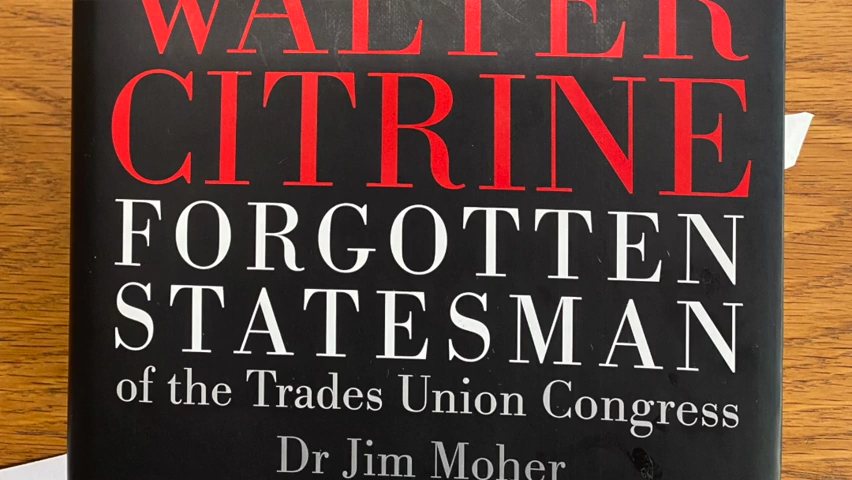 WALTER
CITRINE
FORGOTTEN
STATESMAN
of the Trades Union Congress
Dr Jim Moher